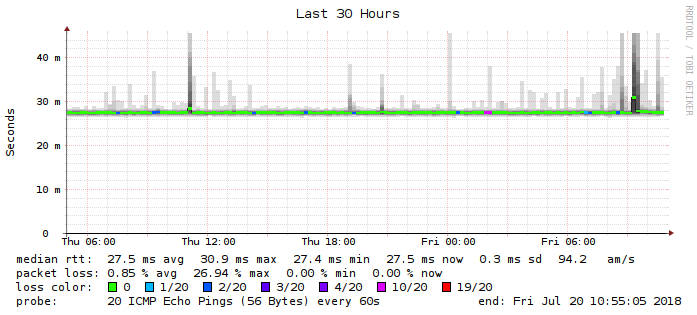 Last 30 Hours
RRDTOOL / TOBI OETIKER
Seconds
40 m
30 m
20 m
10 m
0
Thu 06:00 Thu 12:00 Thu 18:00 Fri 00:00 Fri 06:00
median rtt: 27.5 ms avg 30.9 ms max 27.4 ms min 27.5 ms now 0.3 ms sd 94.2 am/s
packet loss: 0.85 % avg 26.94 % max 0.00 % min 0.00 % now
loss color: 0 1/20 2/20 3/20 4/20 10/20 19/20
probe: 20 ICMP Echo Pings (56 Bytes) every 60s end: Fri Jul 20 10:55:05 2018